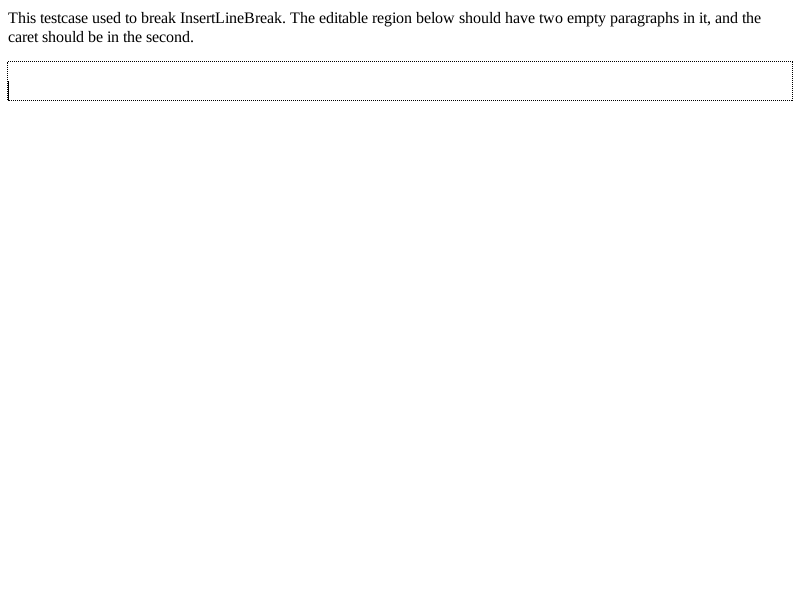 This testcase used to break InsertLineBreak. The editable region below should have two empty paragraphs in it, and the
caret should be in the second.